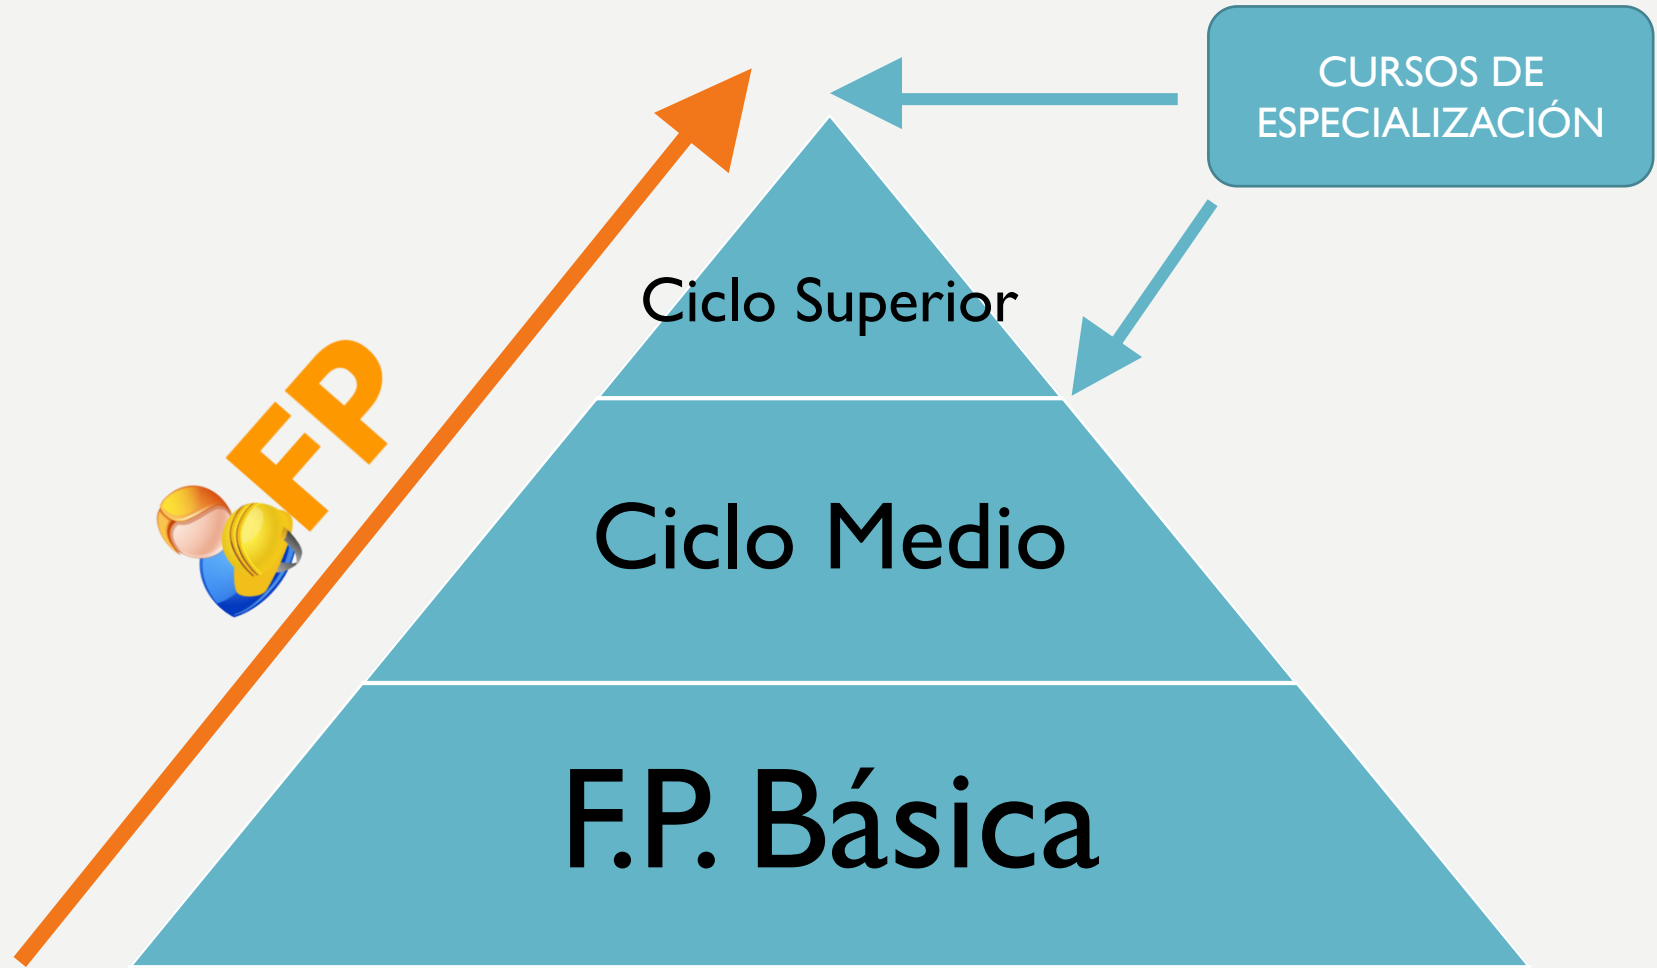 CURSOS DE
ESPECIALIZACIÓN
Ciclo Superior
FP
Ciclo Medio
F.P. Básica